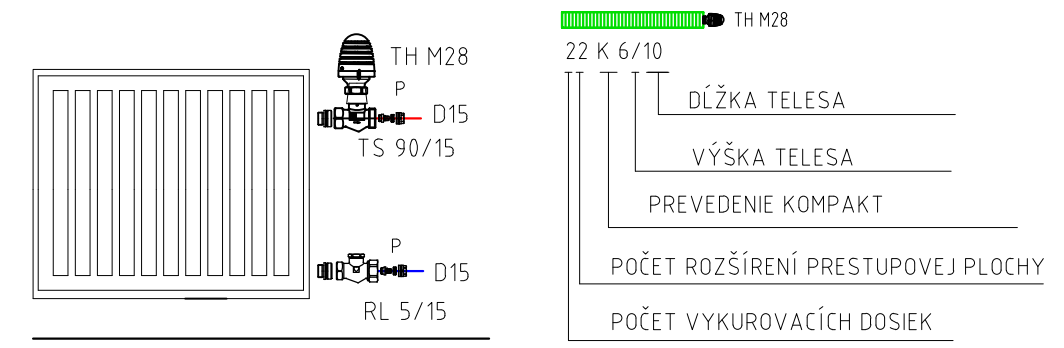 TH M28
P
D15
TS 90/15
P
D15
RL 5/15
TH M28
22 K 6/10
DĹŽKA TELESA
VÝŠKA TELESA
PREVEDENIE KOMPAKT
POČET ROZŠÍRENÍ PRESTUPOVEJ PLOCHY
POČET VYKUROVACÍCH DOSIEK